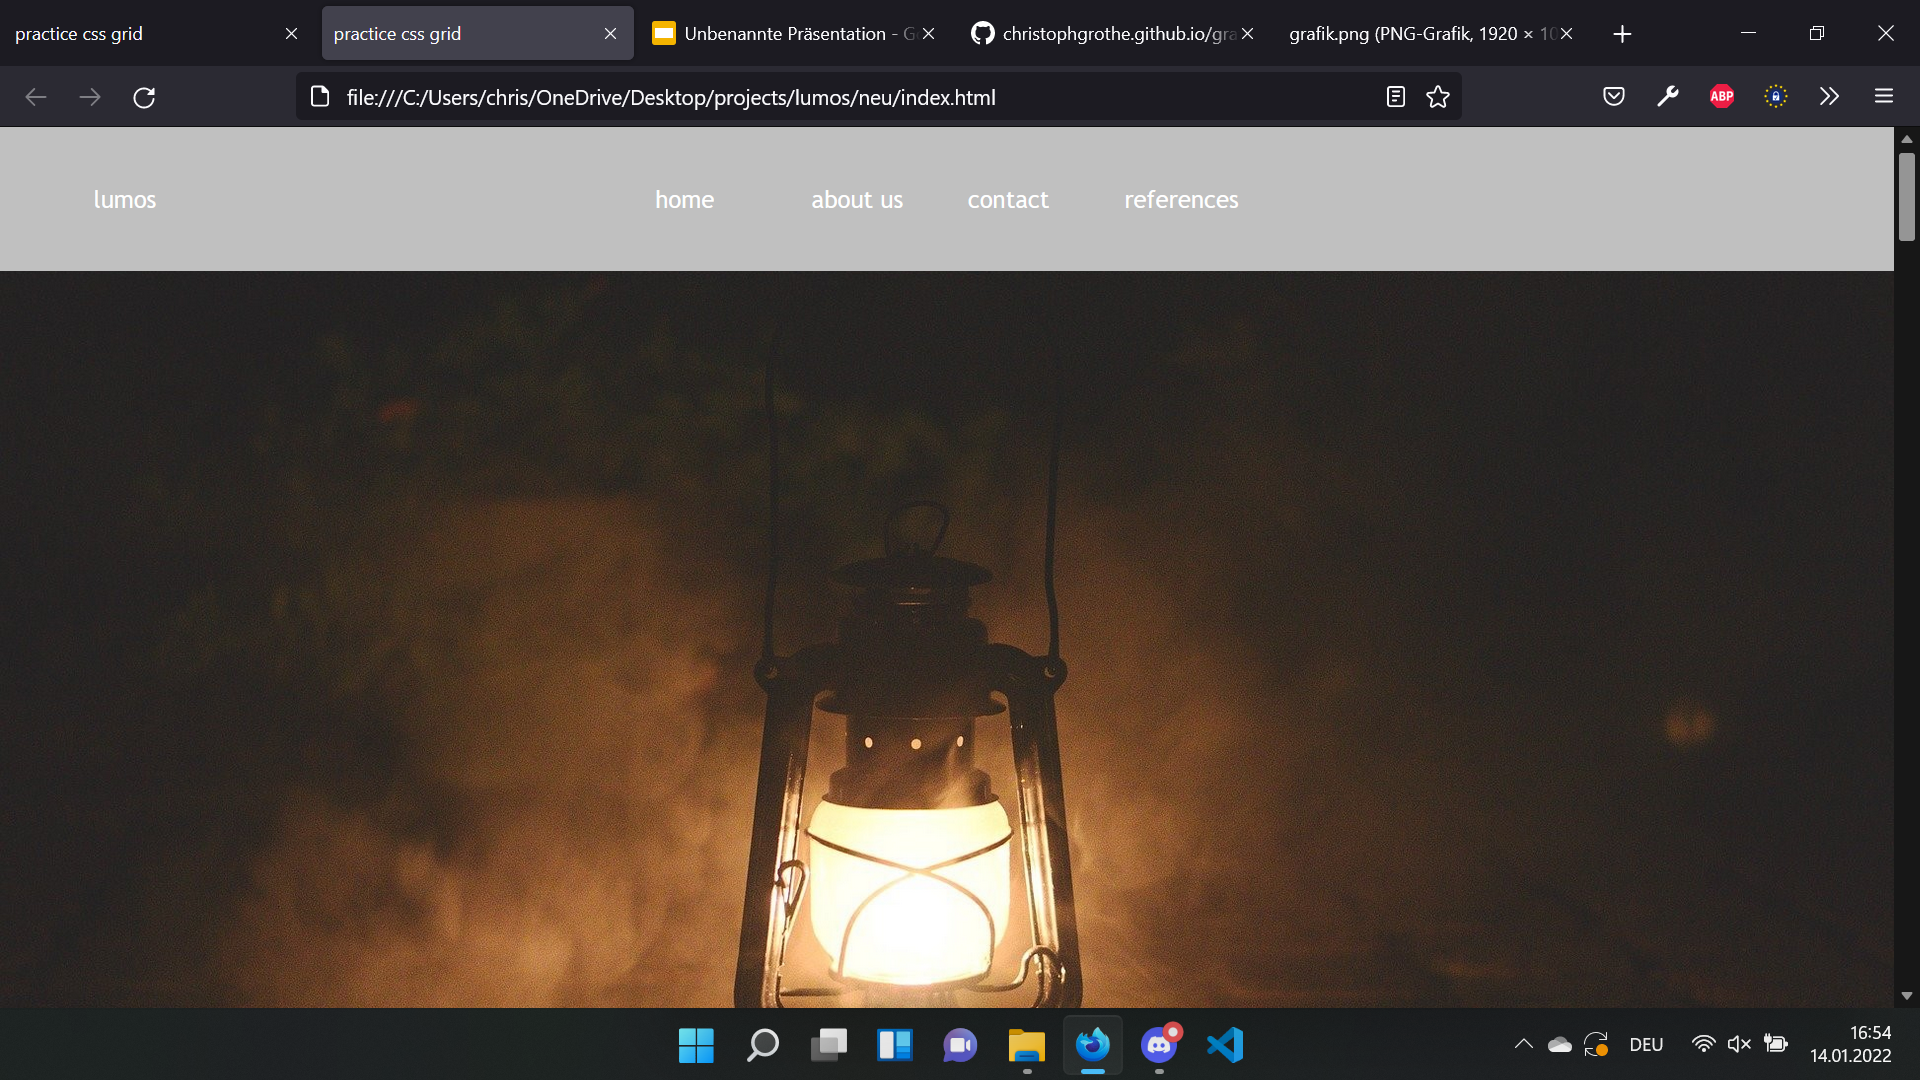 practice css grid
practice css grid
Unbenannte Präsentation - G
christophgrothe.github.io/gra
grafik.png (PNG-Grafik, 1920 × 10
file:///C:/Users/chris/OneDrive/Desktop/projects/lumos/neu/index.html
ABP
lumos
home
about us
contact
references
DEU
16:54
14.01.2022